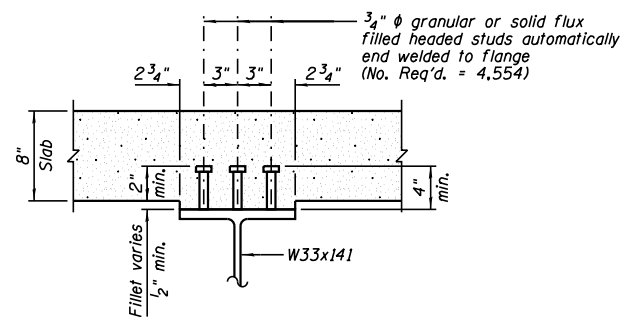 3/4" ϕ granular or solid flux
filled headed studs automatically
end welded to flange
(No. Req'd. = 4,554)
2 3/4" 3" 3" 2 3/4"
8"
Slab
2"
min.
4"
min.
Fillet varies
1/2" min.
W33x141